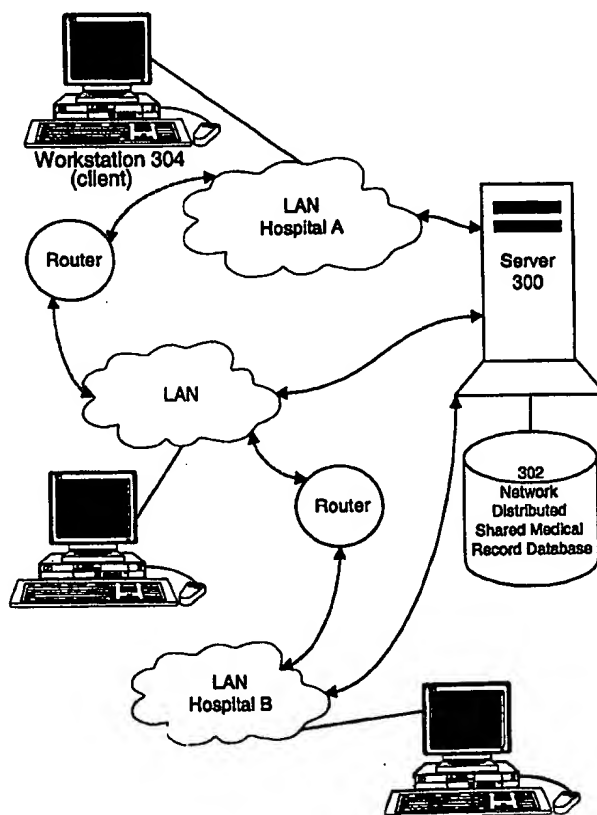 Workstation 304
(client)
LAN
Hospital A
Router
Server
300
LAN
Router
302
Network
Distributed
Shared Medical
Record Database
LAN
Hospital B